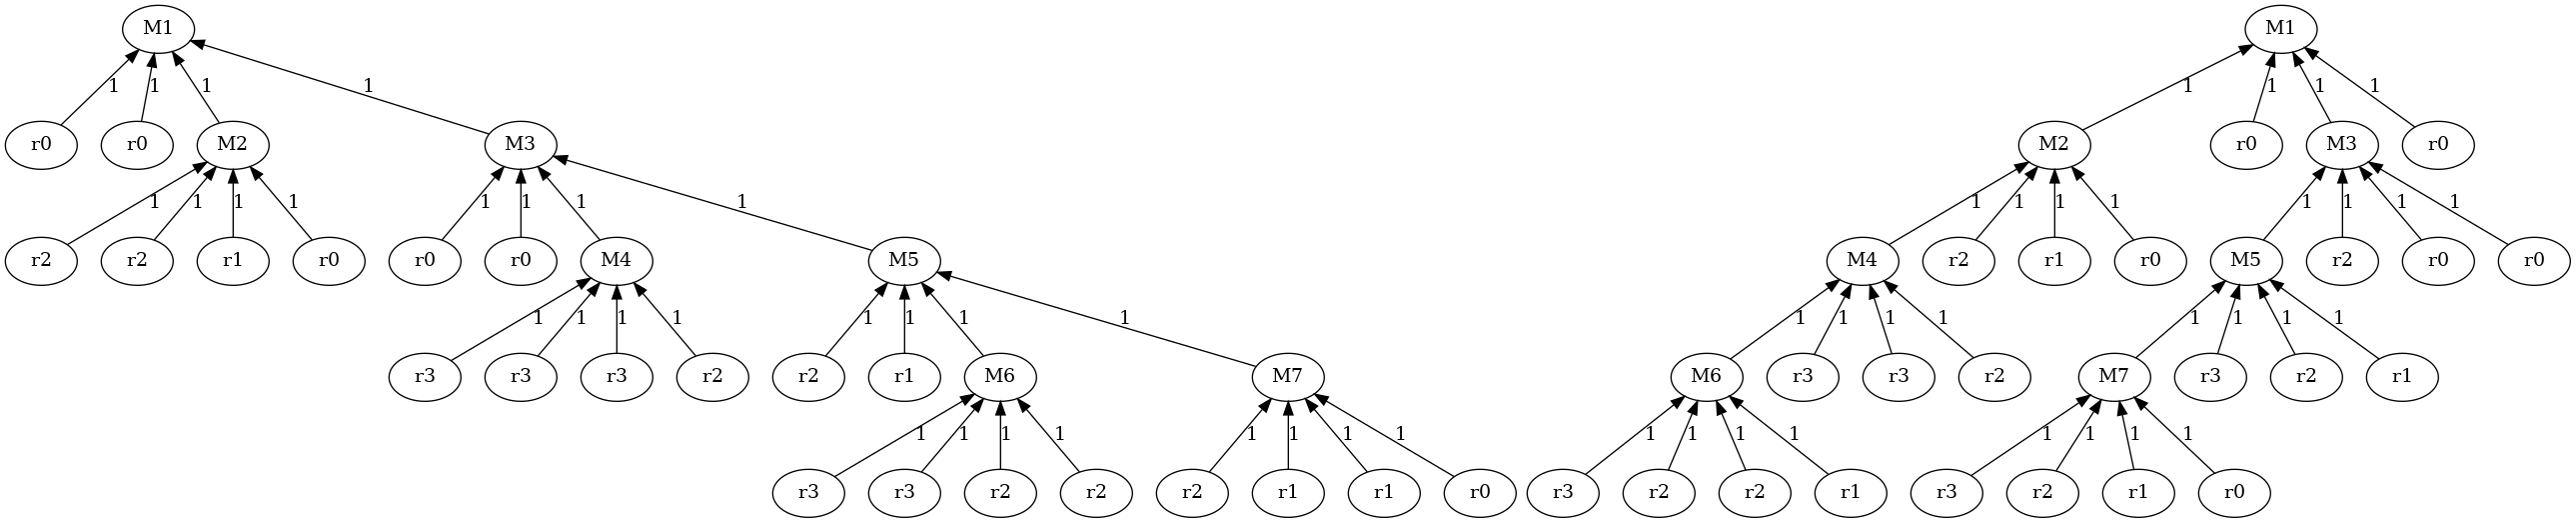 M1 M1
1 1 1 1 1 1 1 1
r0 r0 M2 M3 M2 r0 M3 r0
1 1 1 1 1 1 1 1 1 1 1 1 1 1 1 1
r2 r2 r1 r0 r0 r0 M4 M5 M4 r2 r1 r0 M5 r2 r0 r0
1 1 1 1 1 1 1 1 1 1 1 1 1 1 1 1
r3 r3 r3 r2 r2 r1 M6 M7 M6 r3 r3 r2 M7 r3 r2 r1
1 1 1 1 1 1 1 1 1 1 1 1 1 1 1 1
r3 r3 r2 r2 r2 r1 r1 r0 r3 r2 r2 r1 r3 r2 r1 r0